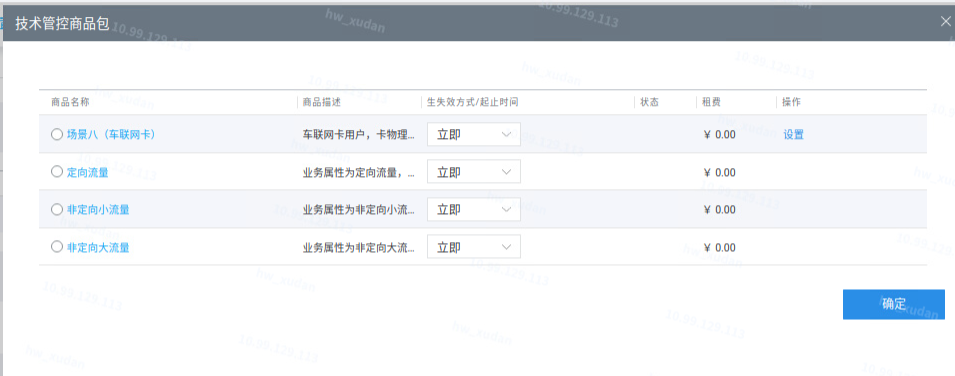 技术管控商品包
商品名称 商品描述 生失效方式/起止时间 状态 租费 操作
场景八（车联网卡） 车联网卡用户，卡物理... 立即 ￥ 0.00 设置
定向流量 业务属性为定向流量，... 立即 ￥ 0.00
非定向小流量 业务属性为非定向小流... 立即 ￥ 0.00
非定向大流量 业务属性为非定向大流... 立即 ￥ 0.00
确定
hw_xudan
10.99.129.113